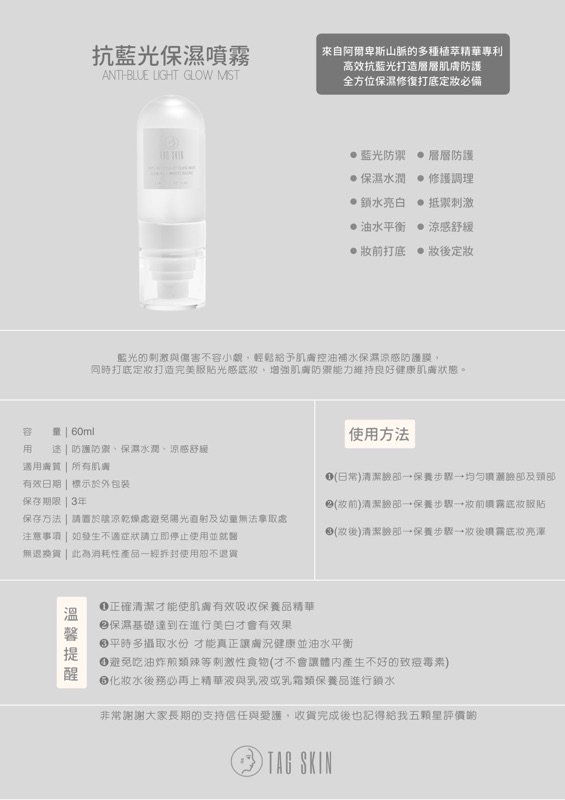 抗藍光保濕噴霧
ANTI-BLUE LIGHT GLOW MIST
來自阿爾卑斯山脈的多種植萃精華專利
高效抗藍光打造層層肌膚防護
全方位保濕修復打底定妝必備
TAG SKIN
● 藍光防禦 ● 層層防護
● 保濕水潤 ● 修護調理
● 鎖水亮白 ● 抵禦刺激
● 油水平衡 ● 涼感舒緩
● 妝前打底 ● 妝後定妝
藍光的刺激與傷害不容小覷，輕鬆給予肌膚控油補水保濕涼感防護膜，
同時打底定妝打造完美服貼光感底妝，增強肌膚防禦能力維持良好健康肌膚狀態。
容　　量｜60ml
用　　途｜防護防禦、保濕水潤、涼感舒緩
適用膚質｜所有肌膚
有效日期｜標示於外包裝
保存期限｜3年
保存方法｜請置於陰涼乾燥處避免陽光直射及幼童無法拿取處
注意事項｜如發生不適症狀請立即停止使用並就醫
無退換貨｜此為消耗性產品一經拆封使用恕不退貨
使用方法
❶(日常)清潔臉部→保養步驟→均勻噴灑臉部及頸部
❷(妝前)清潔臉部→保養步驟→妝前噴霧底妝服貼
❸(妝後)清潔臉部→保養步驟→妝後噴霧底妝亮澤
溫馨提醒
❶正確清潔才能使肌膚有效吸收保養品精華
❷保濕基礎達到在進行美白才會有效果
❸平時多攝取水份 才能真正讓膚況健康並油水平衡
❹避免吃油炸煎類辣等刺激性食物(才不會讓體內產生不好的致痘毒素)
❺化妝水後務必再上精華液與乳液或乳霜類保養品進行鎖水
非常謝謝大家長期的支持信任與愛護，收貨完成後也記得給我五顆星評價喲
TAG SKIN